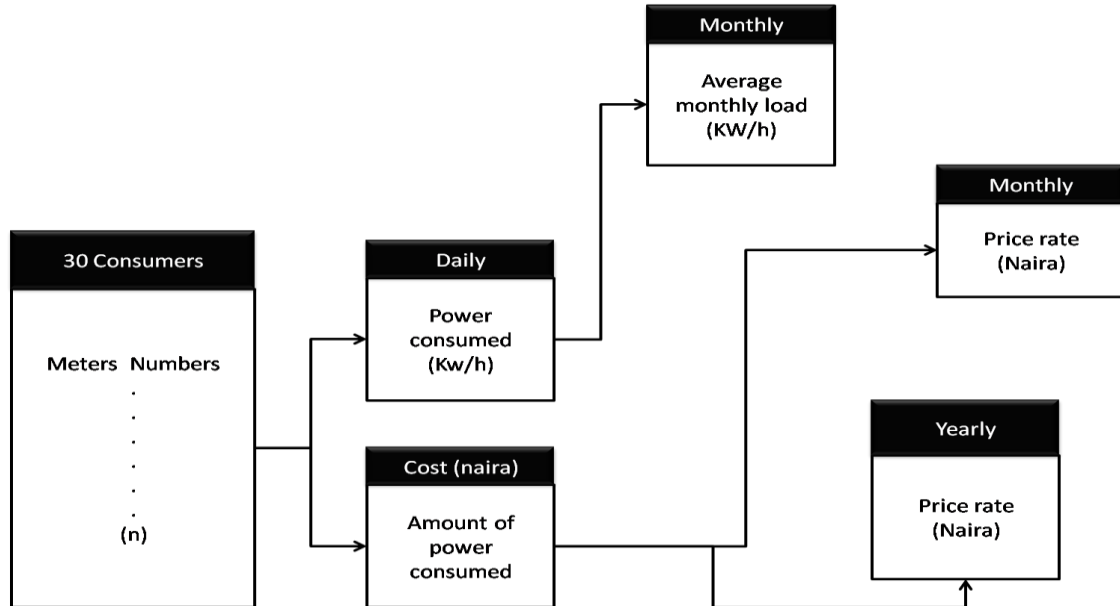 30 Consumers
Meters Numbers
(n)
Daily
Power
consumed
(Kw/h)
Cost (naira)
Amount of
power
consumed
Monthly
Average
monthly load
(KW/h)
Monthly
Price rate
(Naira)
Yearly
Price rate
(Naira)